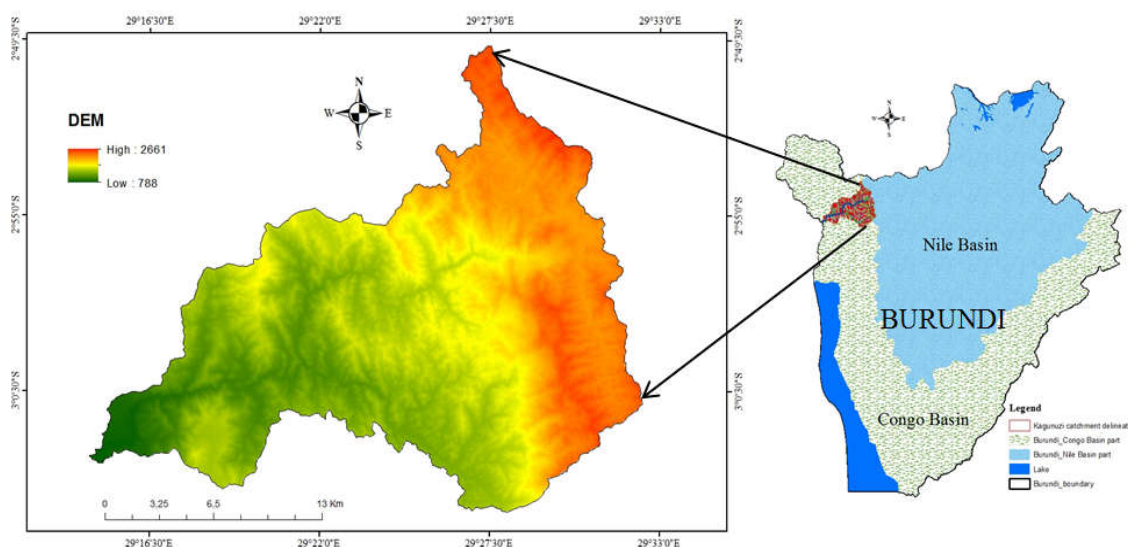 29°16'30"E 29°22'0"E 29°27'30"E 29°33'0"E
2°49'30"S
2°49'30"S
N
W E
S
DEM
High : 2661
Low : 788
2°55'0"S
2°55'0"S
3°0'30"S
3°0'30"S
0 3.25 6.5 13 Km
29°16'30"E 29°22'0"E 29°27'30"E 29°33'0"E
N
W E
S
Nile Basin
BURUNDI
Congo Basin
Legend
Kagunuzi catchment delineat
Burundi_Congo Basin part
Burundi_Nile Basin part
Lake
Burundi_boundary